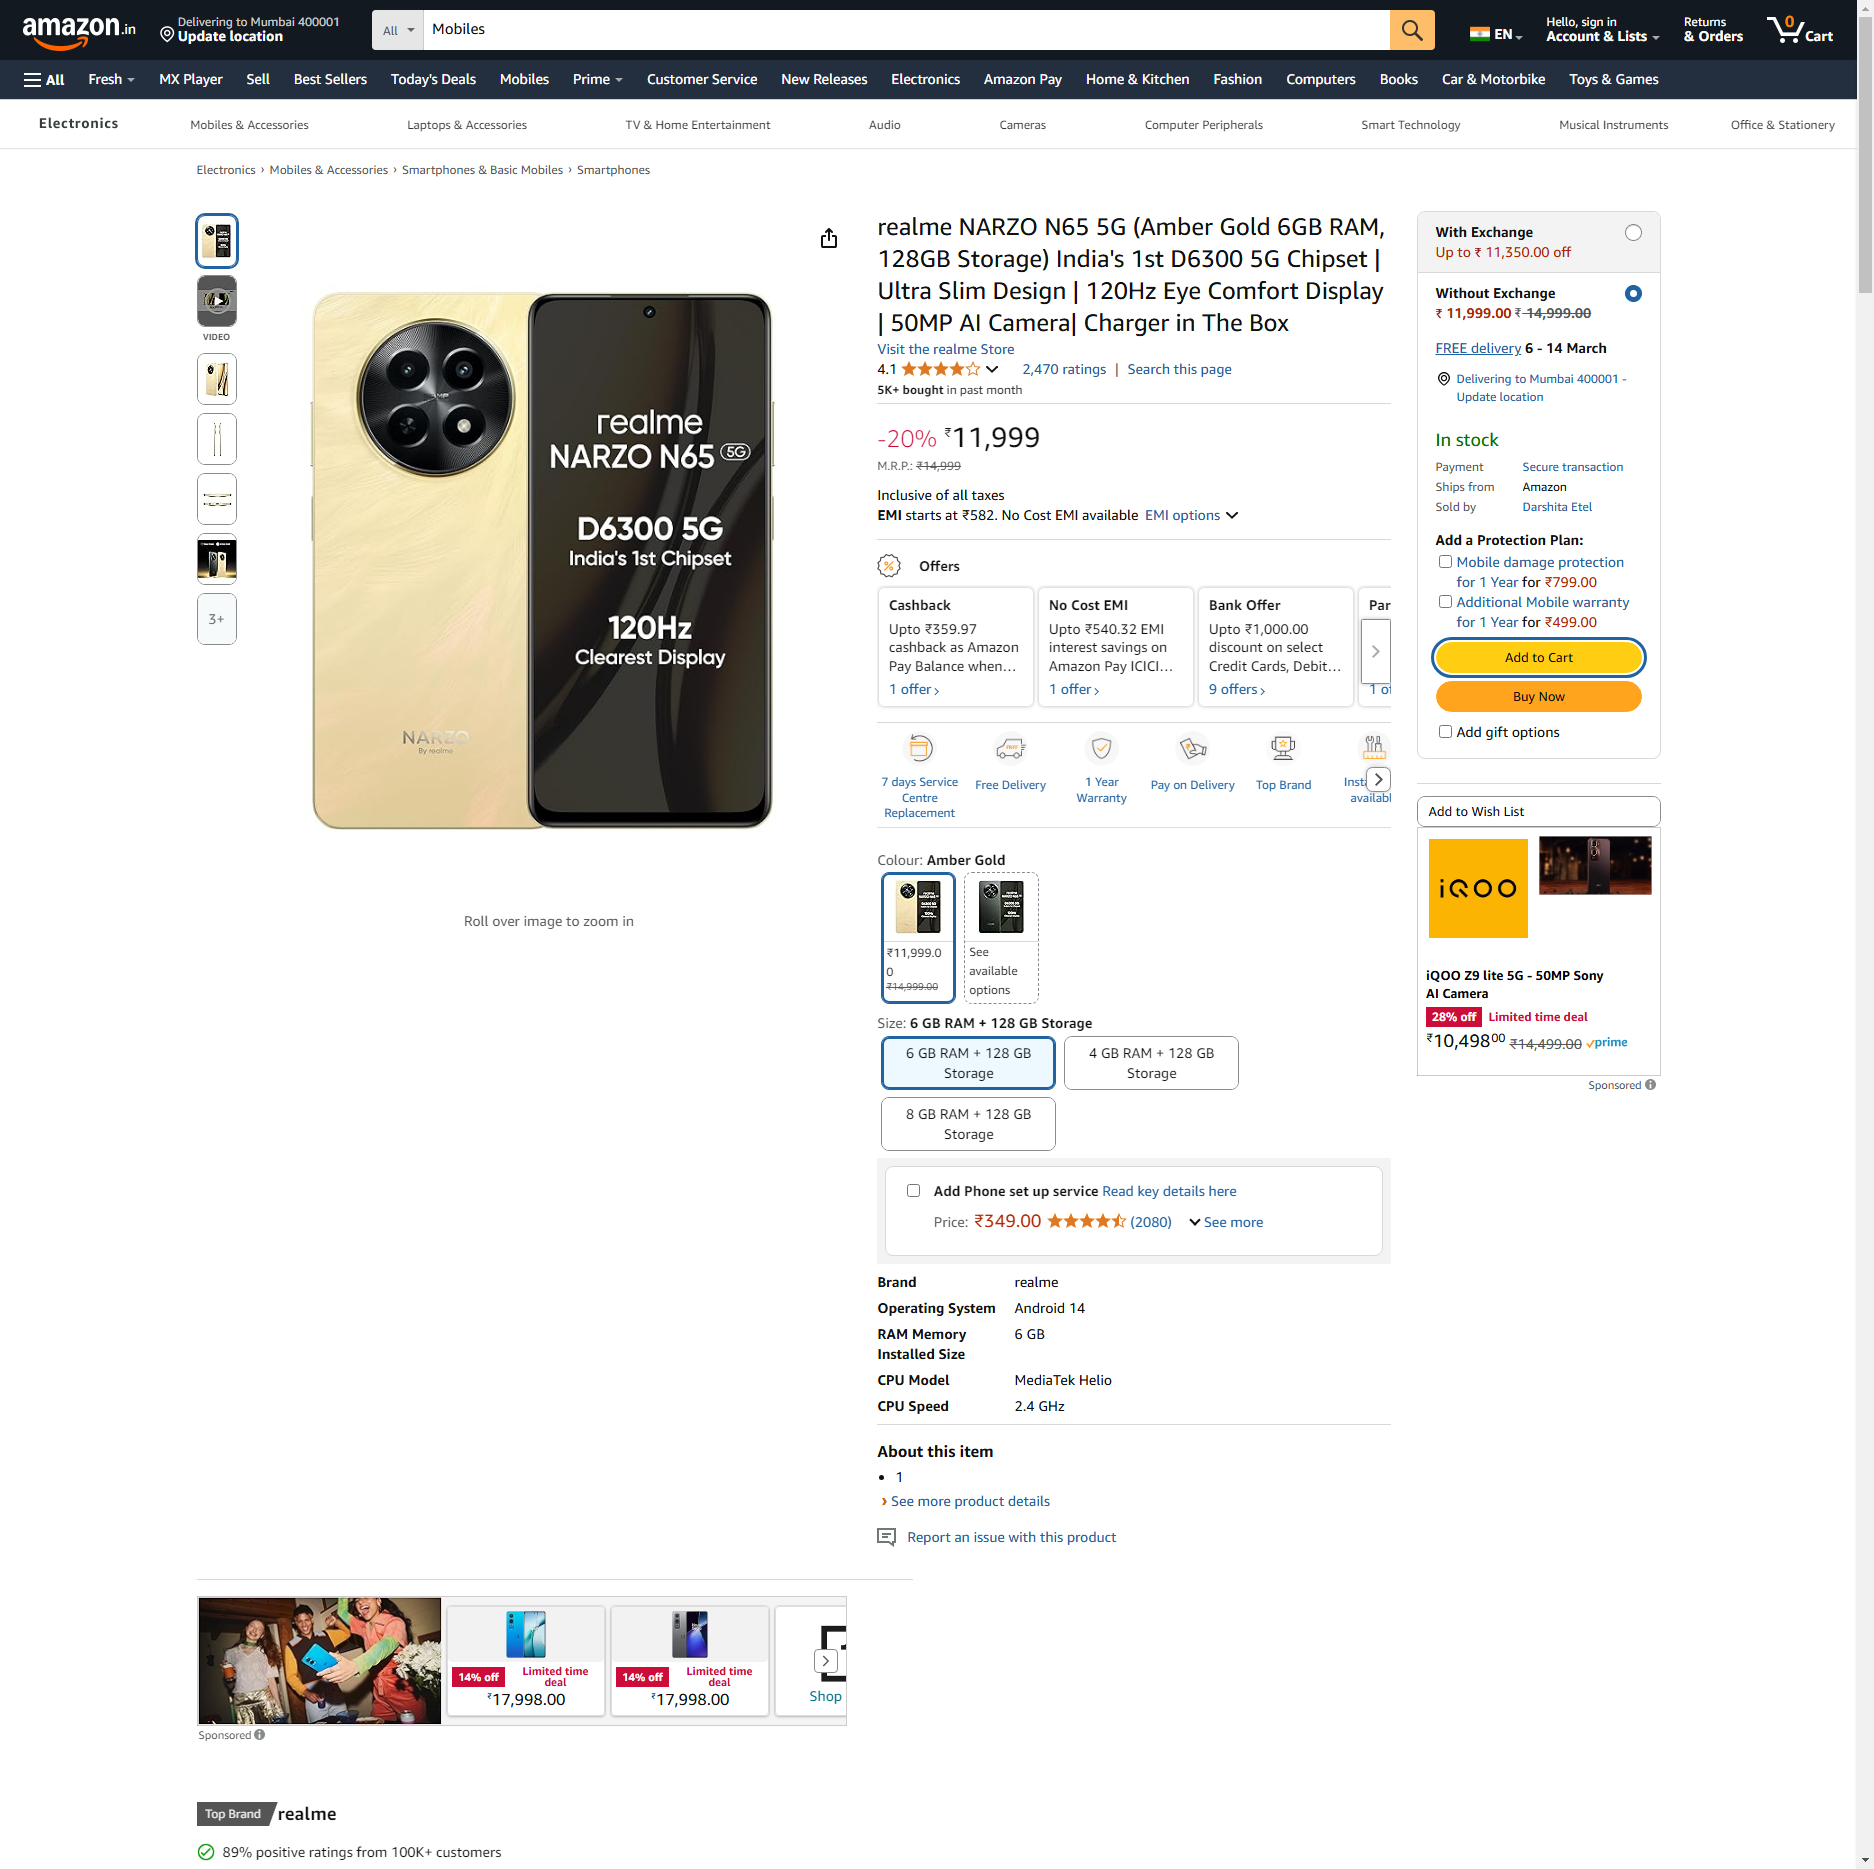 amazon.in
Delivering to Mumbai 400001
Update location
All
Mobiles
EN
Hello, sign in
Account & Lists
Returns
& Orders
0
Cart
All
Fresh
MX Player
Sell
Best Sellers
Today's Deals
Mobiles
Prime
Customer Service
New Releases
Electronics
Amazon Pay
Home & Kitchen
Fashion
Computers
Books
Car & Motorbike
Toys & Games
Electronics
Mobiles & Accessories
Laptops & Accessories
TV & Home Entertainment
Audio
Cameras
Computer Peripherals
Smart Technology
Musical Instruments
Office & Stationery
Electronics › Mobiles & Accessories › Smartphones & Basic Mobiles › Smartphones
VIDEO
3+
realme
NARZO N65 5G
D6300 5G
India's 1st Chipset
120Hz
Clearest Display
NARZO
By realme
Roll over image to zoom in
realme NARZO N65 5G (Amber Gold 6GB RAM,
128GB Storage) India's 1st D6300 5G Chipset |
Ultra Slim Design | 120Hz Eye Comfort Display
| 50MP AI Camera| Charger in The Box
Visit the realme Store
4.1
2,470 ratings | Search this page
5K+ bought in past month
-20% ₹11,999
M.R.P.: ₹14,999
Inclusive of all taxes
EMI starts at ₹582. No Cost EMI available EMI options
Offers
Cashback
Upto ₹359.97
cashback as Amazon
Pay Balance when…
1 offer ›
No Cost EMI
Upto ₹540.32 EMI
interest savings on
Amazon Pay ICICI…
1 offer ›
Bank Offer
Upto ₹1,000.00
discount on select
Credit Cards, Debit…
9 offers ›
Par
1 of
7 days Service
Centre
Replacement
Free Delivery
1 Year
Warranty
Pay on Delivery
Top Brand
Insta
availabl
Colour: Amber Gold
₹11,999.0
0
₹14,999.00
See
available
options
Size: 6 GB RAM + 128 GB Storage
6 GB RAM + 128 GB
Storage
4 GB RAM + 128 GB
Storage
8 GB RAM + 128 GB
Storage
Add Phone set up service Read key details here
Price: ₹349.00 (2080) See more
Brand realme
Operating System Android 14
RAM Memory 6 GB
Installed Size
CPU Model MediaTek Helio
CPU Speed 2.4 GHz
About this item
• 1
› See more product details
Report an issue with this product
With Exchange
Up to ₹ 11,350.00 off
Without Exchange
₹ 11,999.00 ₹ 14,999.00
FREE delivery 6 - 14 March
Delivering to Mumbai 400001 -
Update location
In stock
Payment Secure transaction
Ships from Amazon
Sold by Darshita Etel
Add a Protection Plan:
Mobile damage protection
for 1 Year for ₹799.00
Additional Mobile warranty
for 1 Year for ₹499.00
Add to Cart
Buy Now
Add gift options
Add to Wish List
iQOO
iQOO Z9 lite 5G - 50MP Sony
AI Camera
28% off Limited time deal
₹10,498.00 ₹14,499.00 prime
Sponsored
14% off
Limited time
deal
₹17,998.00
14% off
Limited time
deal
₹17,998.00
Shop
Sponsored
Top Brand realme
89% positive ratings from 100K+ customers